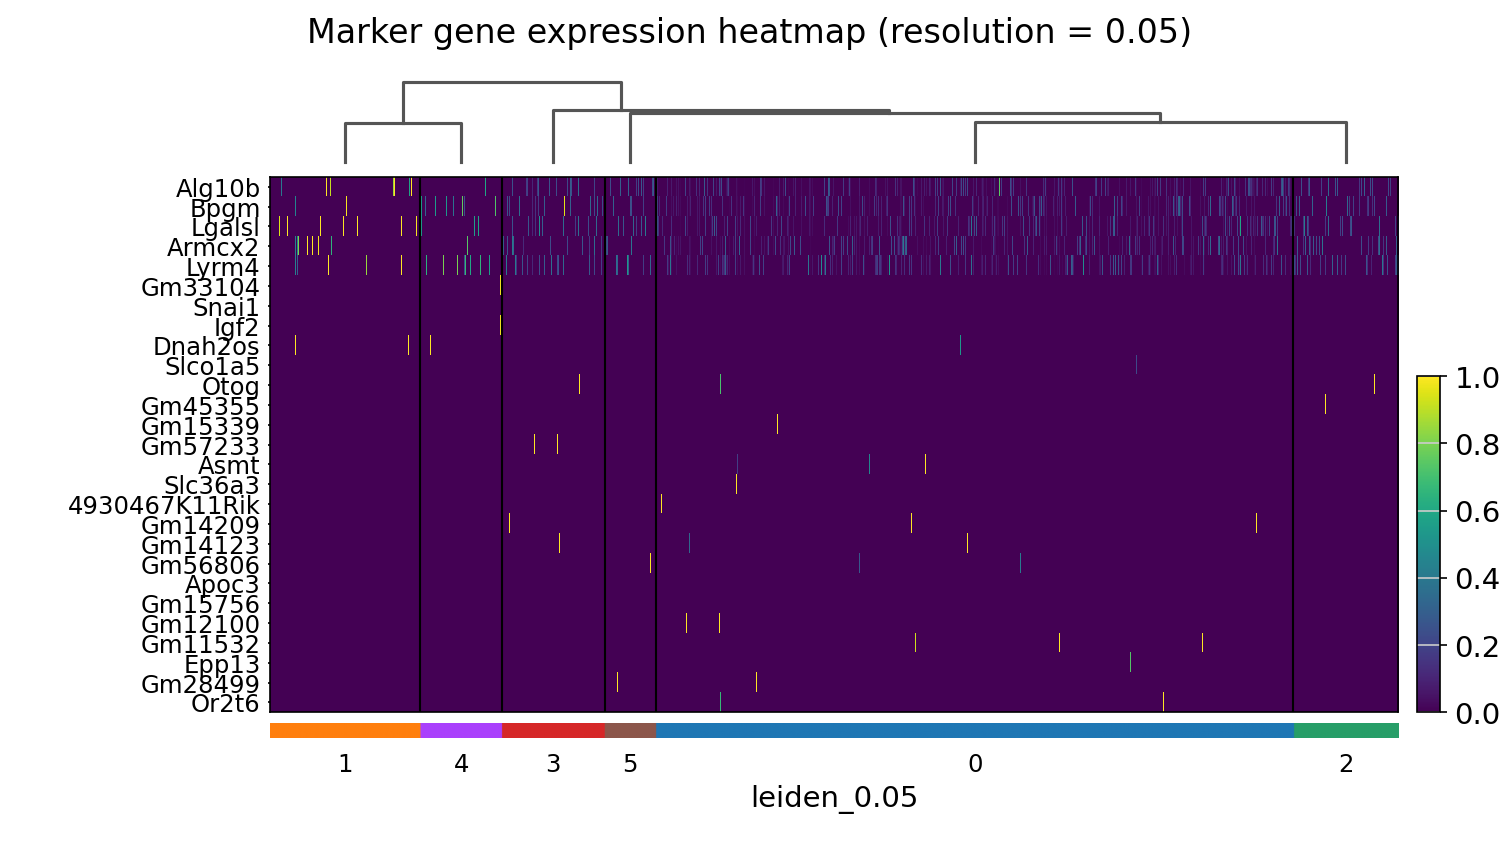 Marker gene expression heatmap (resolution = 0.05)
Alg10b
Bpgm
Lgalsl
Armcx2
Lyrm4
Gm33104
Snai1
Igf2
Dnah2os
Slco1a5
Otog
Gm45355
Gm15339
Gm57233
Asmt
Slc36a3
4930467K11Rik
Gm14209
Gm14123
Gm56806
Apoc3
Gm15756
Gm12100
Gm11532
Epp13
Gm28499
Or2t6
1.0
0.8
0.6
0.4
0.2
0.0
1 4 3 5 0 2
leiden_0.05